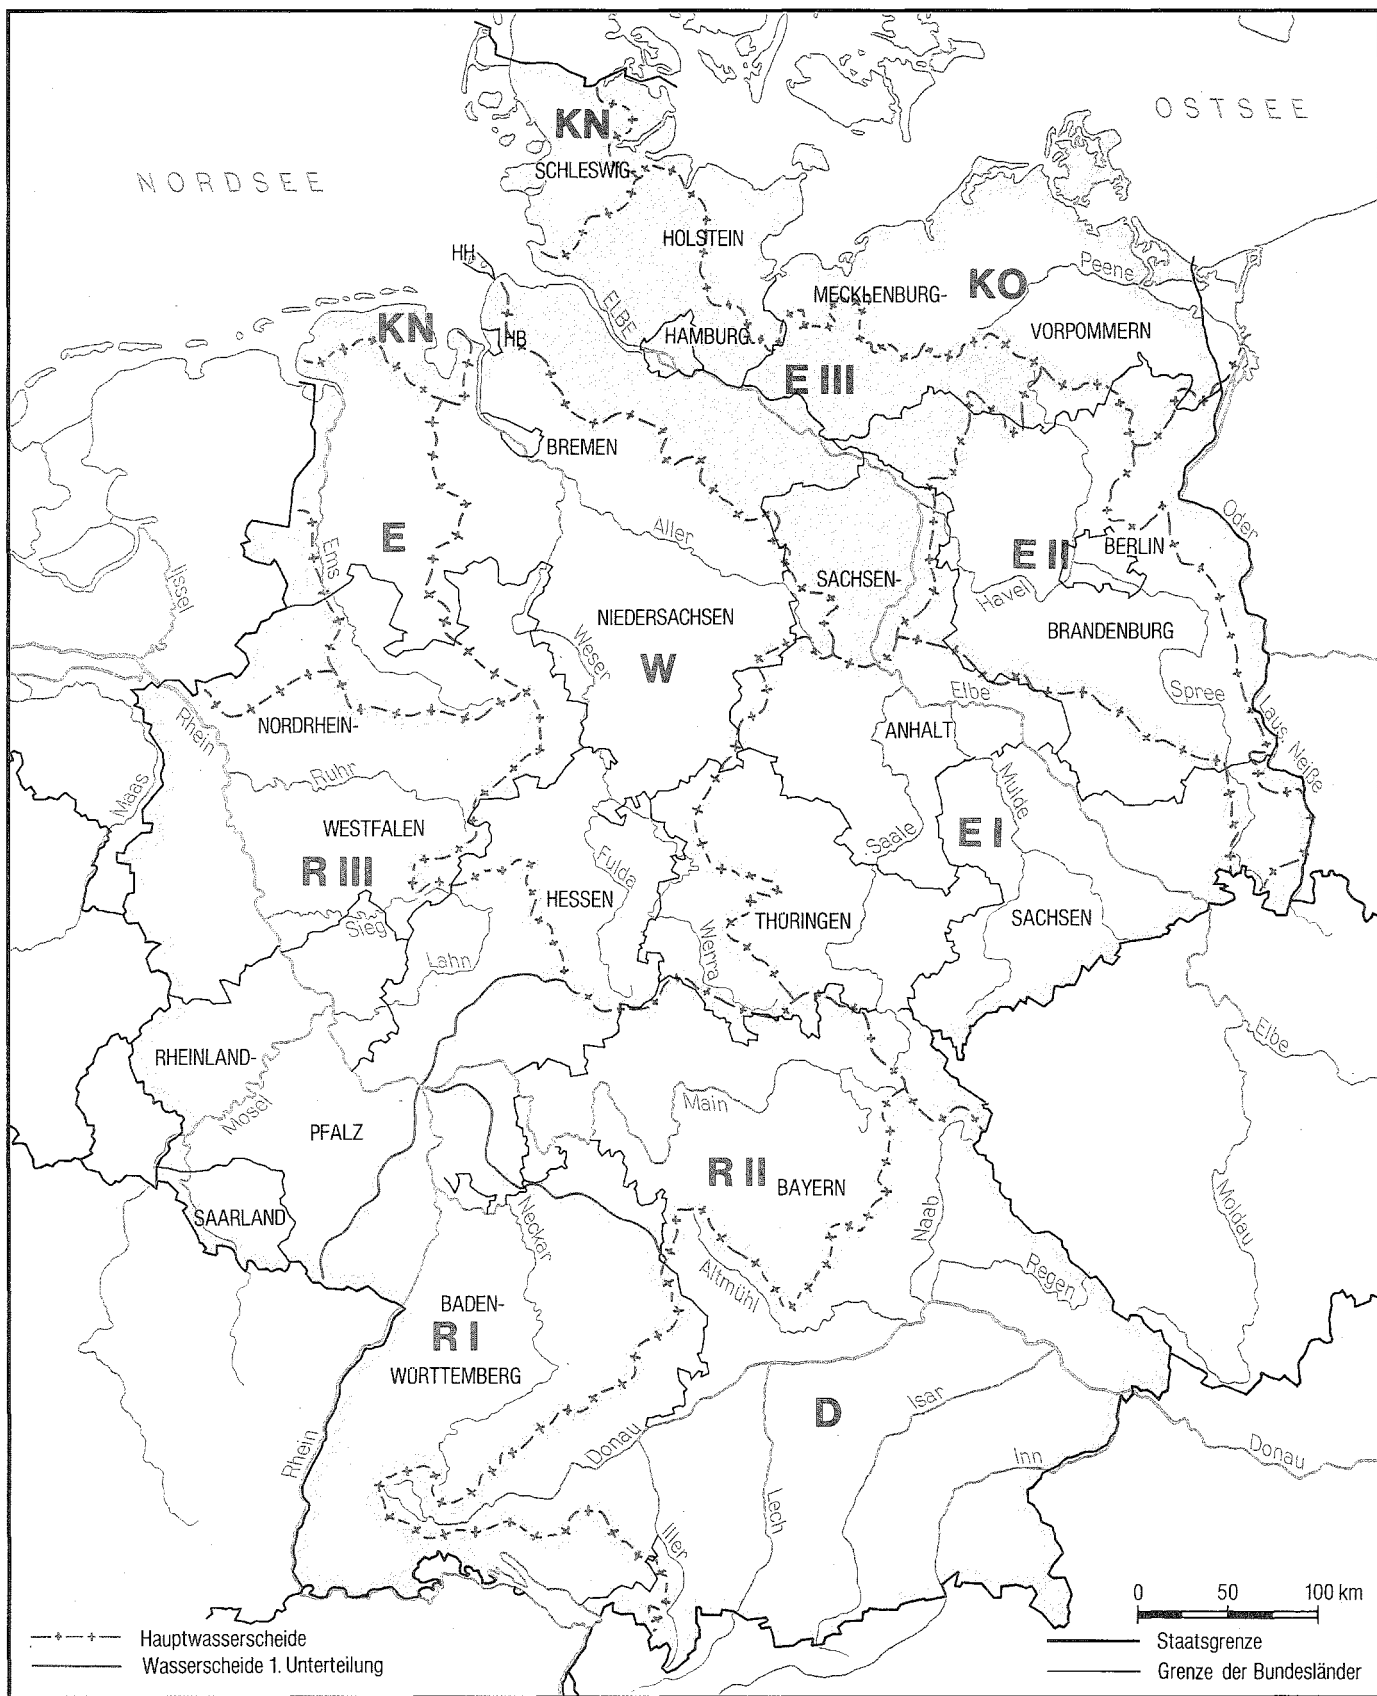 OSTSEE
KN
NORDSEE
SCHLESWIG-
HOLSTEIN
HH
Peene
KO
MECKLENBURG-
ELBE
KN
VORPOMMERN
HAMBURG
HB
E III
BREMEN
Oder
Aller
E
Ems
E II
BERLIN
Issel
SACHSEN-
Havel
NIEDERSACHSEN
BRANDENBURG
Weser
W
Elbe
Spree
Rhein
NORDRHEIN-
ANHALT
Laus. Neiße
Ruhr
Maas
Mulde
WESTFALEN
E I
Saale
R III
Fulda
HESSEN
THÜRINGEN
SACHSEN
Sieg
Werra
Lahn
Elbe
RHEINLAND-
Mosel
Main
PFALZ
R II
BAYERN
Naab
Moldau
SAARLAND
Neckar
Altmühl
Regen
BADEN-
R I
WÜRTTEMBERG
Isar
D
Donau
Rhein
Inn
Donau
Lech
Iller
0 50 100 km
Hauptwasserscheide
Wasserscheide 1. Unterteilung
Staatsgrenze
Grenze der Bundesländer